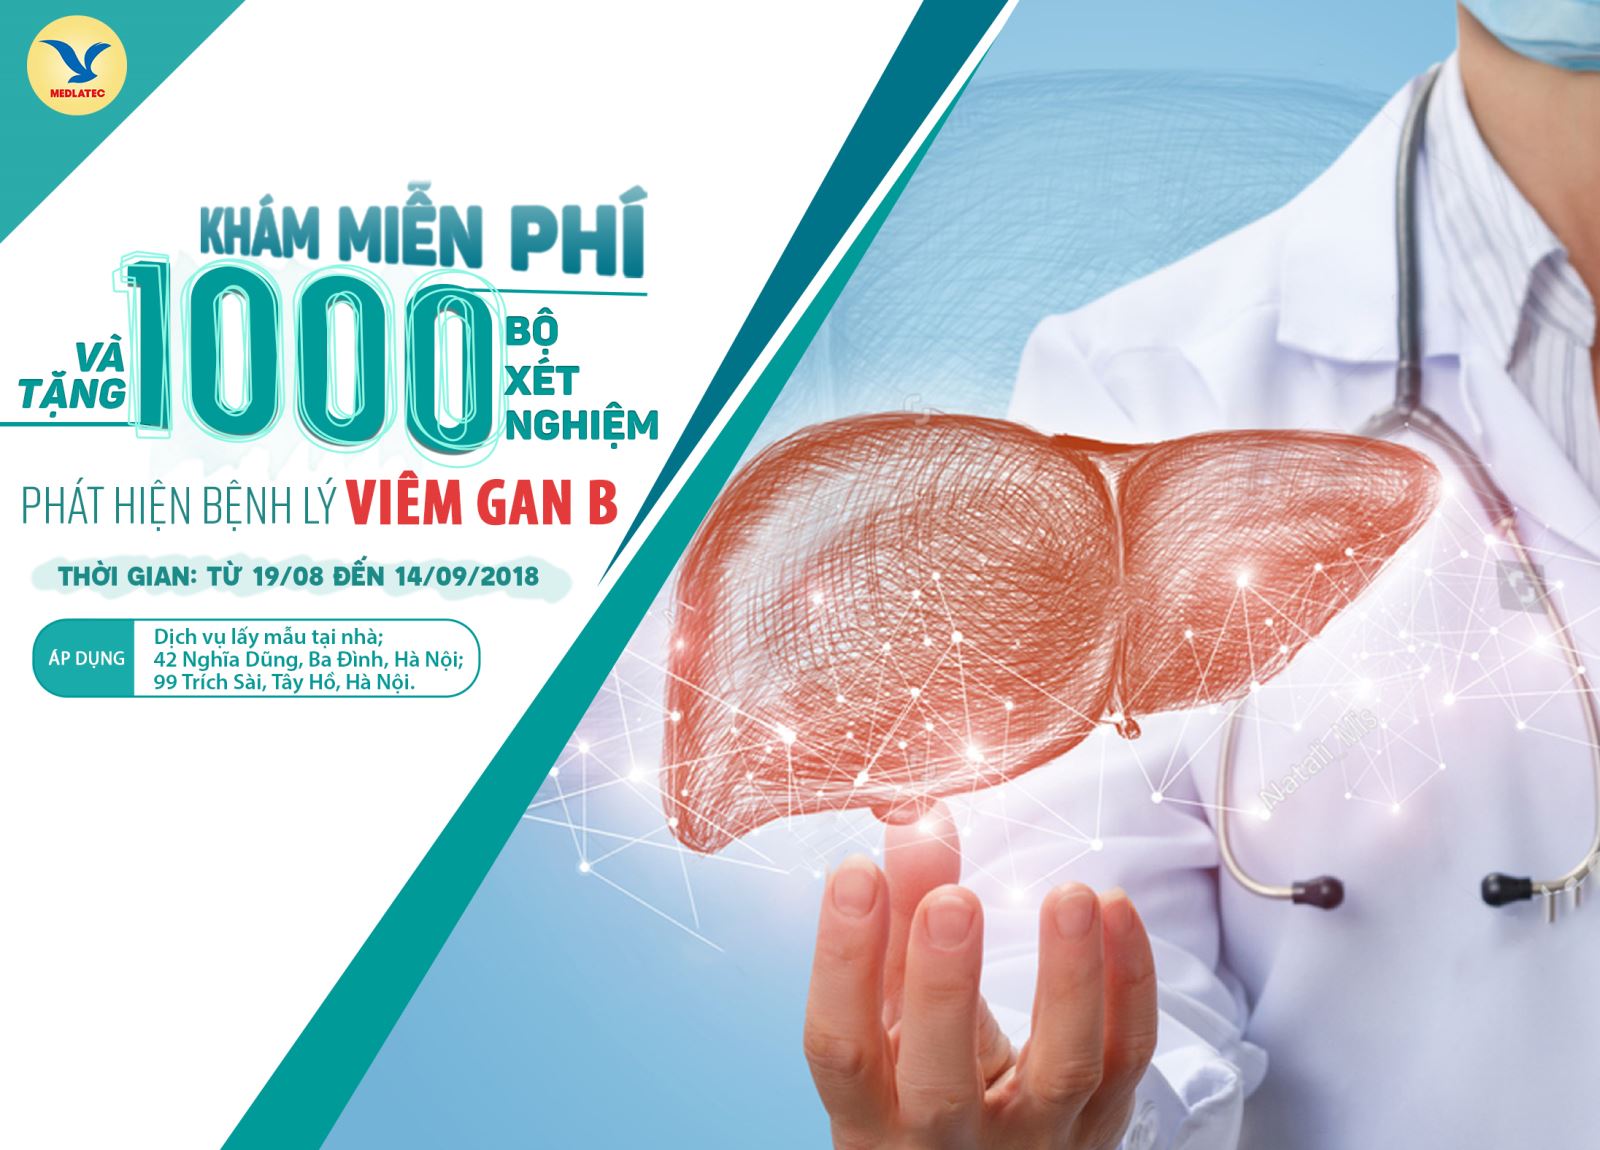 MEDLATEC
KHÁM MIỄN PHÍ
VÀ TẶNG
1000
BỘ XÉT NGHIỆM
PHÁT HIỆN BỆNH LÝ VIÊM GAN B
THỜI GIAN: TỪ 19/08 ĐẾN 14/09/2018
ÁP DỤNG
Dịch vụ lấy mẫu tại nhà;
42 Nghĩa Dũng, Ba Đình, Hà Nội;
99 Trích Sài, Tây Hồ, Hà Nội.
Natali_Mis